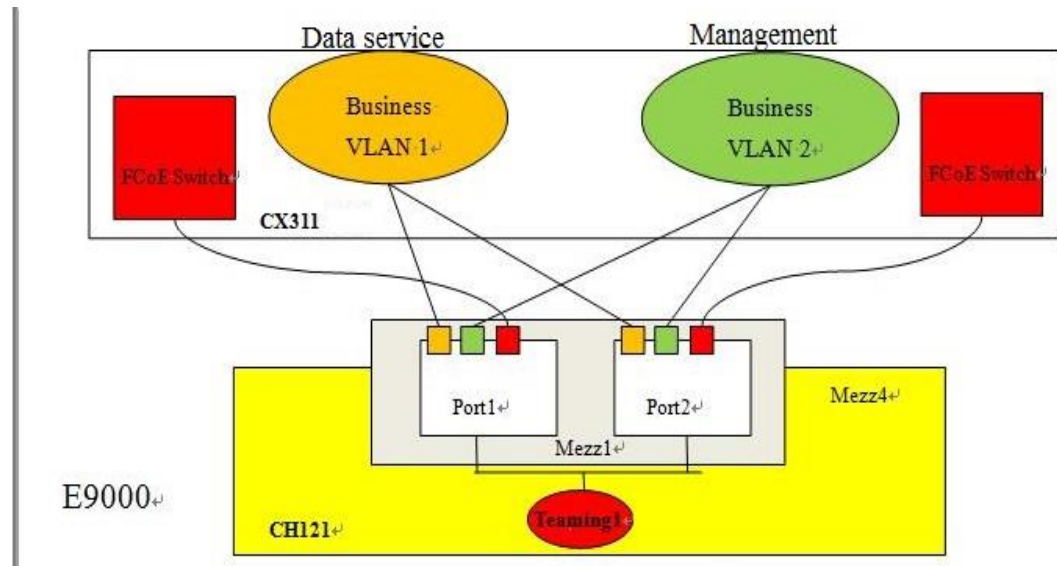 Data service
Management
Business
VLAN 1
Business
VLAN 2
FCoE Switch
FCoE Switch
CX311
Port1
Port2
Mezz4
Mezz1
E9000
Teaming1
CH121